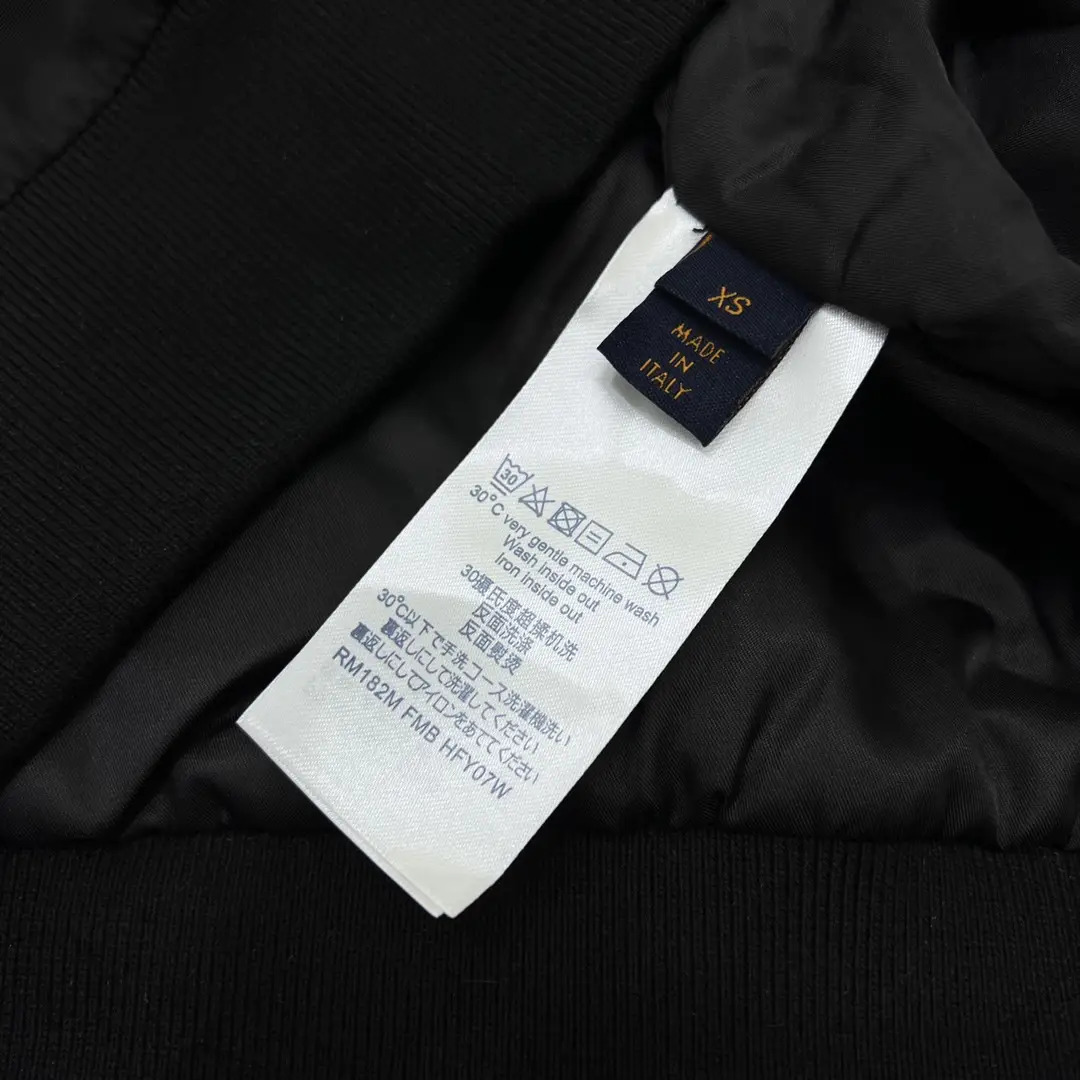 XS
MADE
IN
ITALY
30
30°C very gentle machine wash
Wash inside out
Iron inside out
30攝氏度超揉机洗
反面洗涤
反面熨烫
30℃以下で手洗コース洗濯機洗い
裏返しにして洗濯してください
裏返しにしてアイロンをあててください
RM182M FMB HFY07W